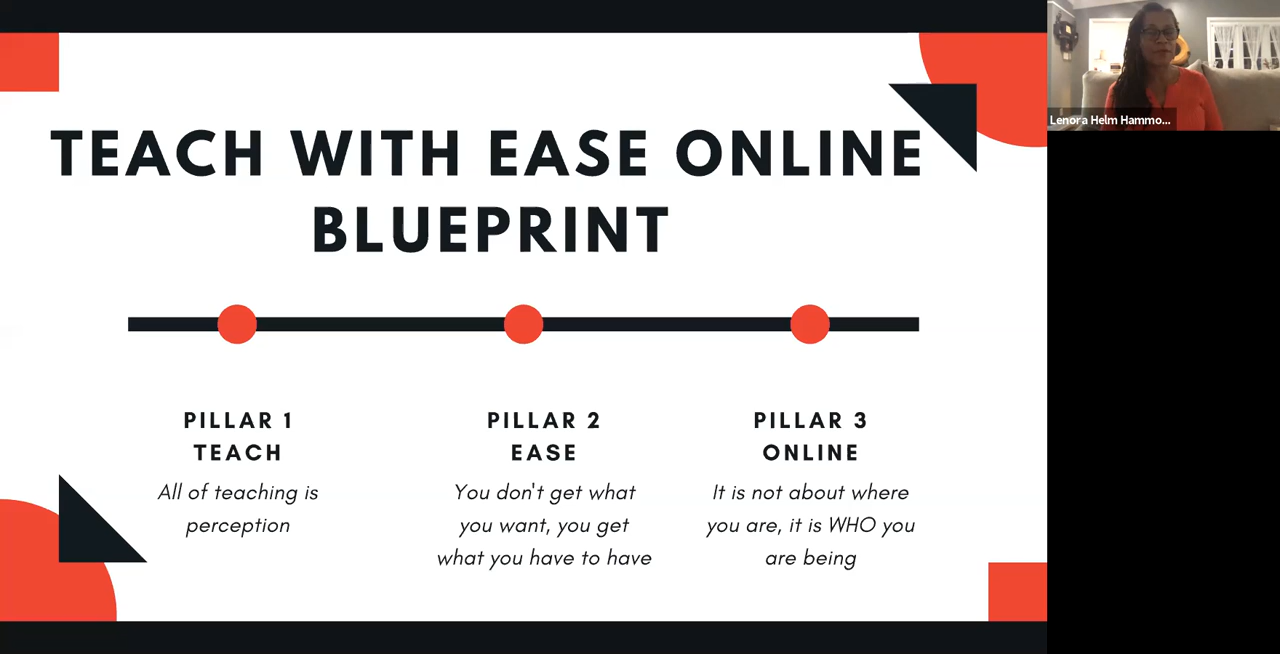 TEACH WITH EASE ONLINE
BLUEPRINT
PILLAR 1
TEACH
All of teaching is
perception
PILLAR 2
EASE
You don't get what
you want, you get
what you have to have
PILLAR 3
ONLINE
It is not about where
you are, it is WHO you
are being
Lenora Helm Hammo...